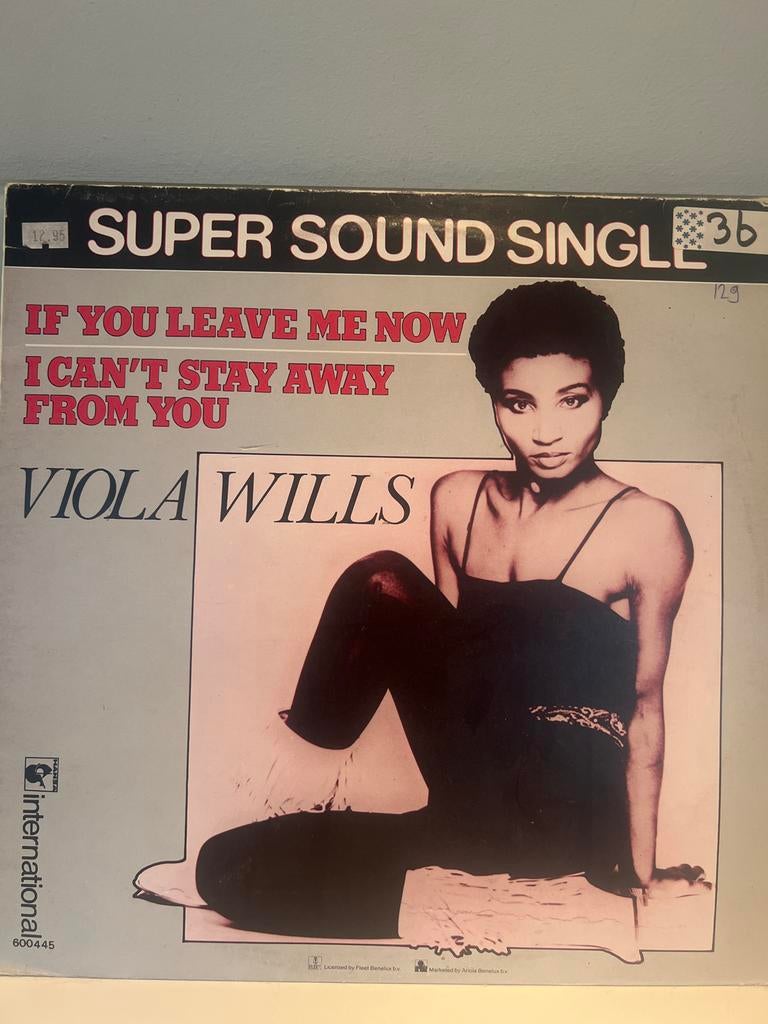 12.95
SUPER SOUND SINGLE
36
129
IF YOU LEAVE ME NOW
I CAN'T STAY AWAY
FROM YOU
VIOLA WILLS
HANSA
international
600445
Licensed by Fleet Benelux b.v.
Marketed by Ariola Benelux b.v.